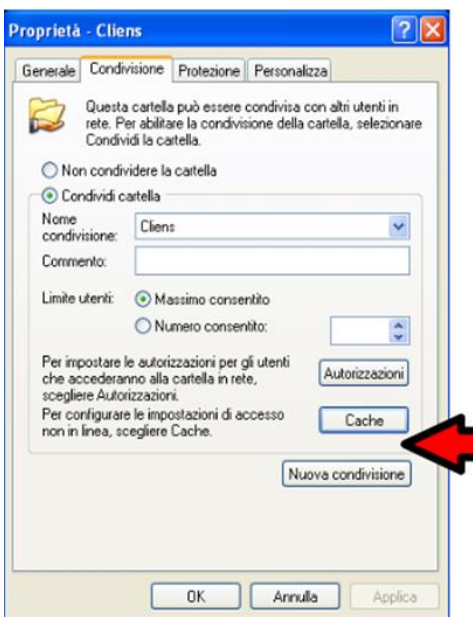 Proprietà - Cliens
Generale Condivisione Protezione Personalizza
Questa cartella può essere condivisa con altri utenti in
rete. Per abilitare la condivisione della cartella, selezionare
Condividi la cartella.
Non condividere la cartella
Condividi cartella
Nome
condivisione:
Cliens
Commento:
Limite utenti: Massimo consentito
Numero consentito:
Per impostare le autorizzazioni per gli utenti
che accederanno alla cartella in rete,
scegliere Autorizzazioni.
Autorizzazioni
Per configurare le impostazioni di accesso
non in linea, scegliere Cache.
Cache
Nuova condivisione
OK Annulla Applica